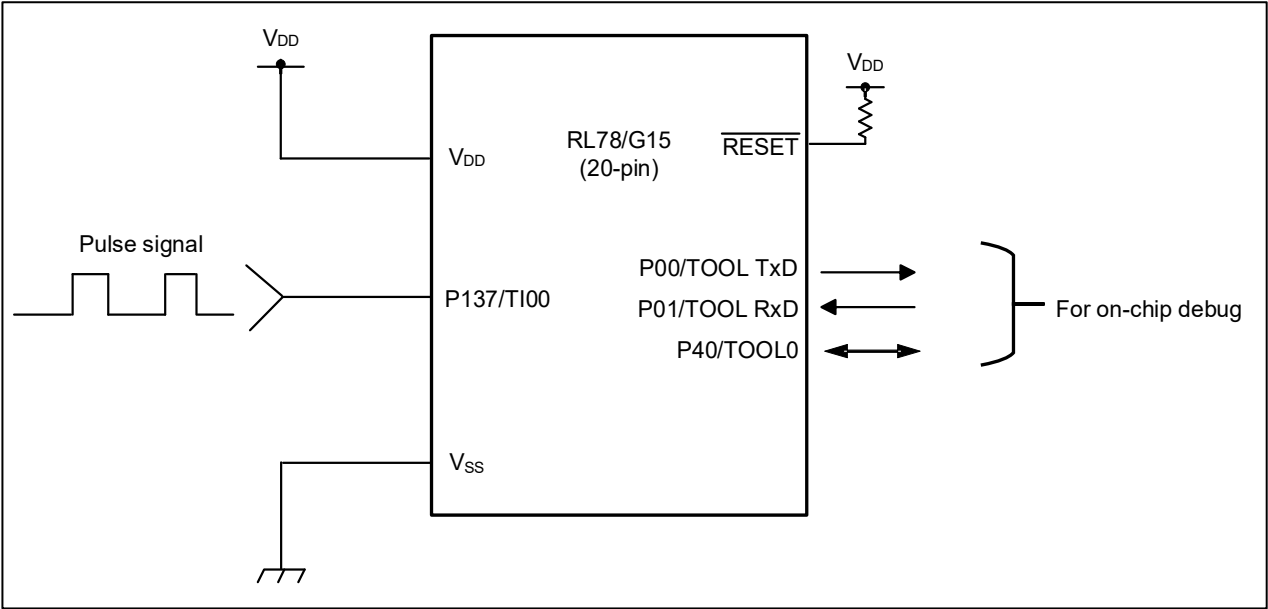 VDD
VDD
RL78/G15
(20-pin)
RESET
VDD
Pulse signal
P137/TI00
P00/TOOL TxD
P01/TOOL RxD
P40/TOOL0
For on-chip debug
VSS